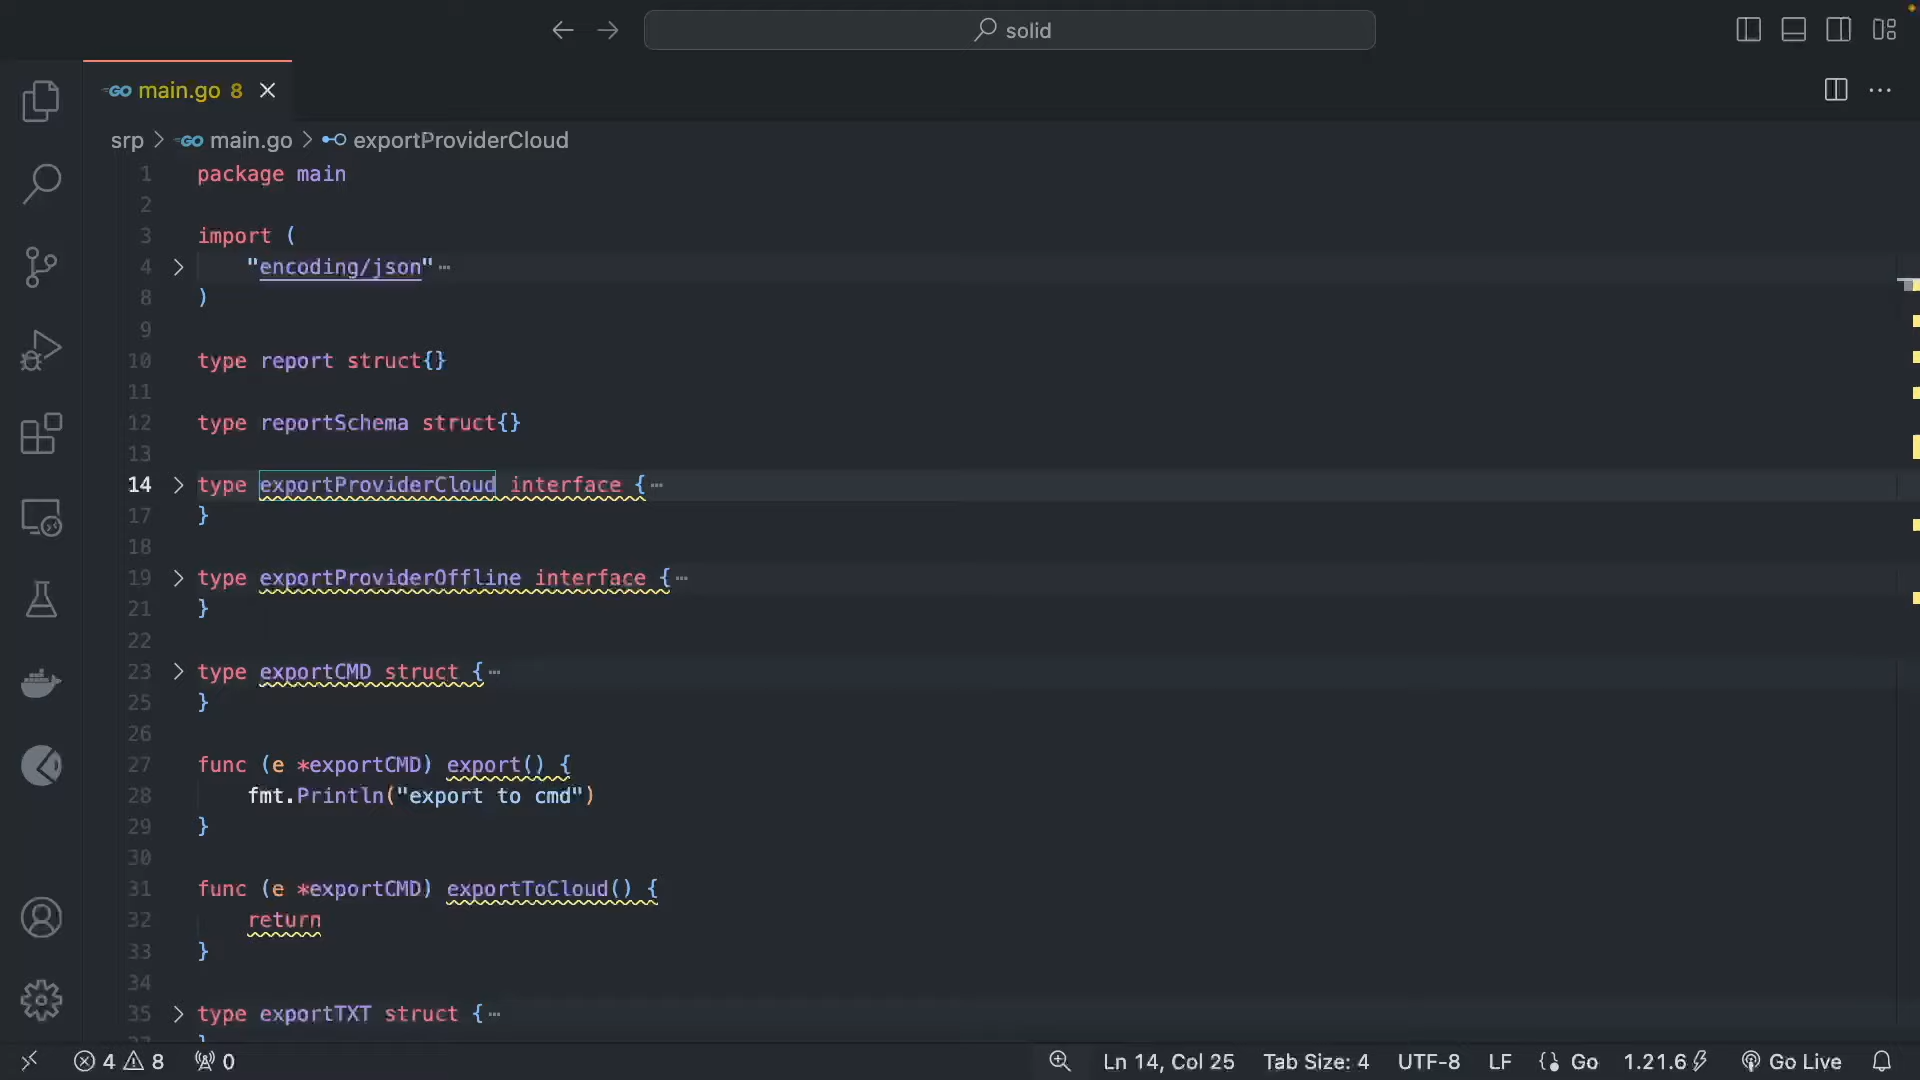 solid
GO main.go 8
srp > GO main.go > exportProviderCloud
1 package main
2
3 import (
4 "encoding/json" ⋯
8 )
9
10 type report struct{}
11
12 type reportSchema struct{}
13
14 type exportProviderCloud interface { ⋯
17 }
18
19 type exportProviderOffline interface { ⋯
21 }
22
23 type exportCMD struct { ⋯
25 }
26
27 func (e *exportCMD) export() {
28 fmt.Println("export to cmd")
29 }
30
31 func (e *exportCMD) exportToCloud() {
32 return
33 }
34
35 type exportTXT struct { ⋯
37 }
4 8 0 Ln 14, Col 25 Tab Size: 4 UTF-8 LF {} Go 1.21.6 Go Live